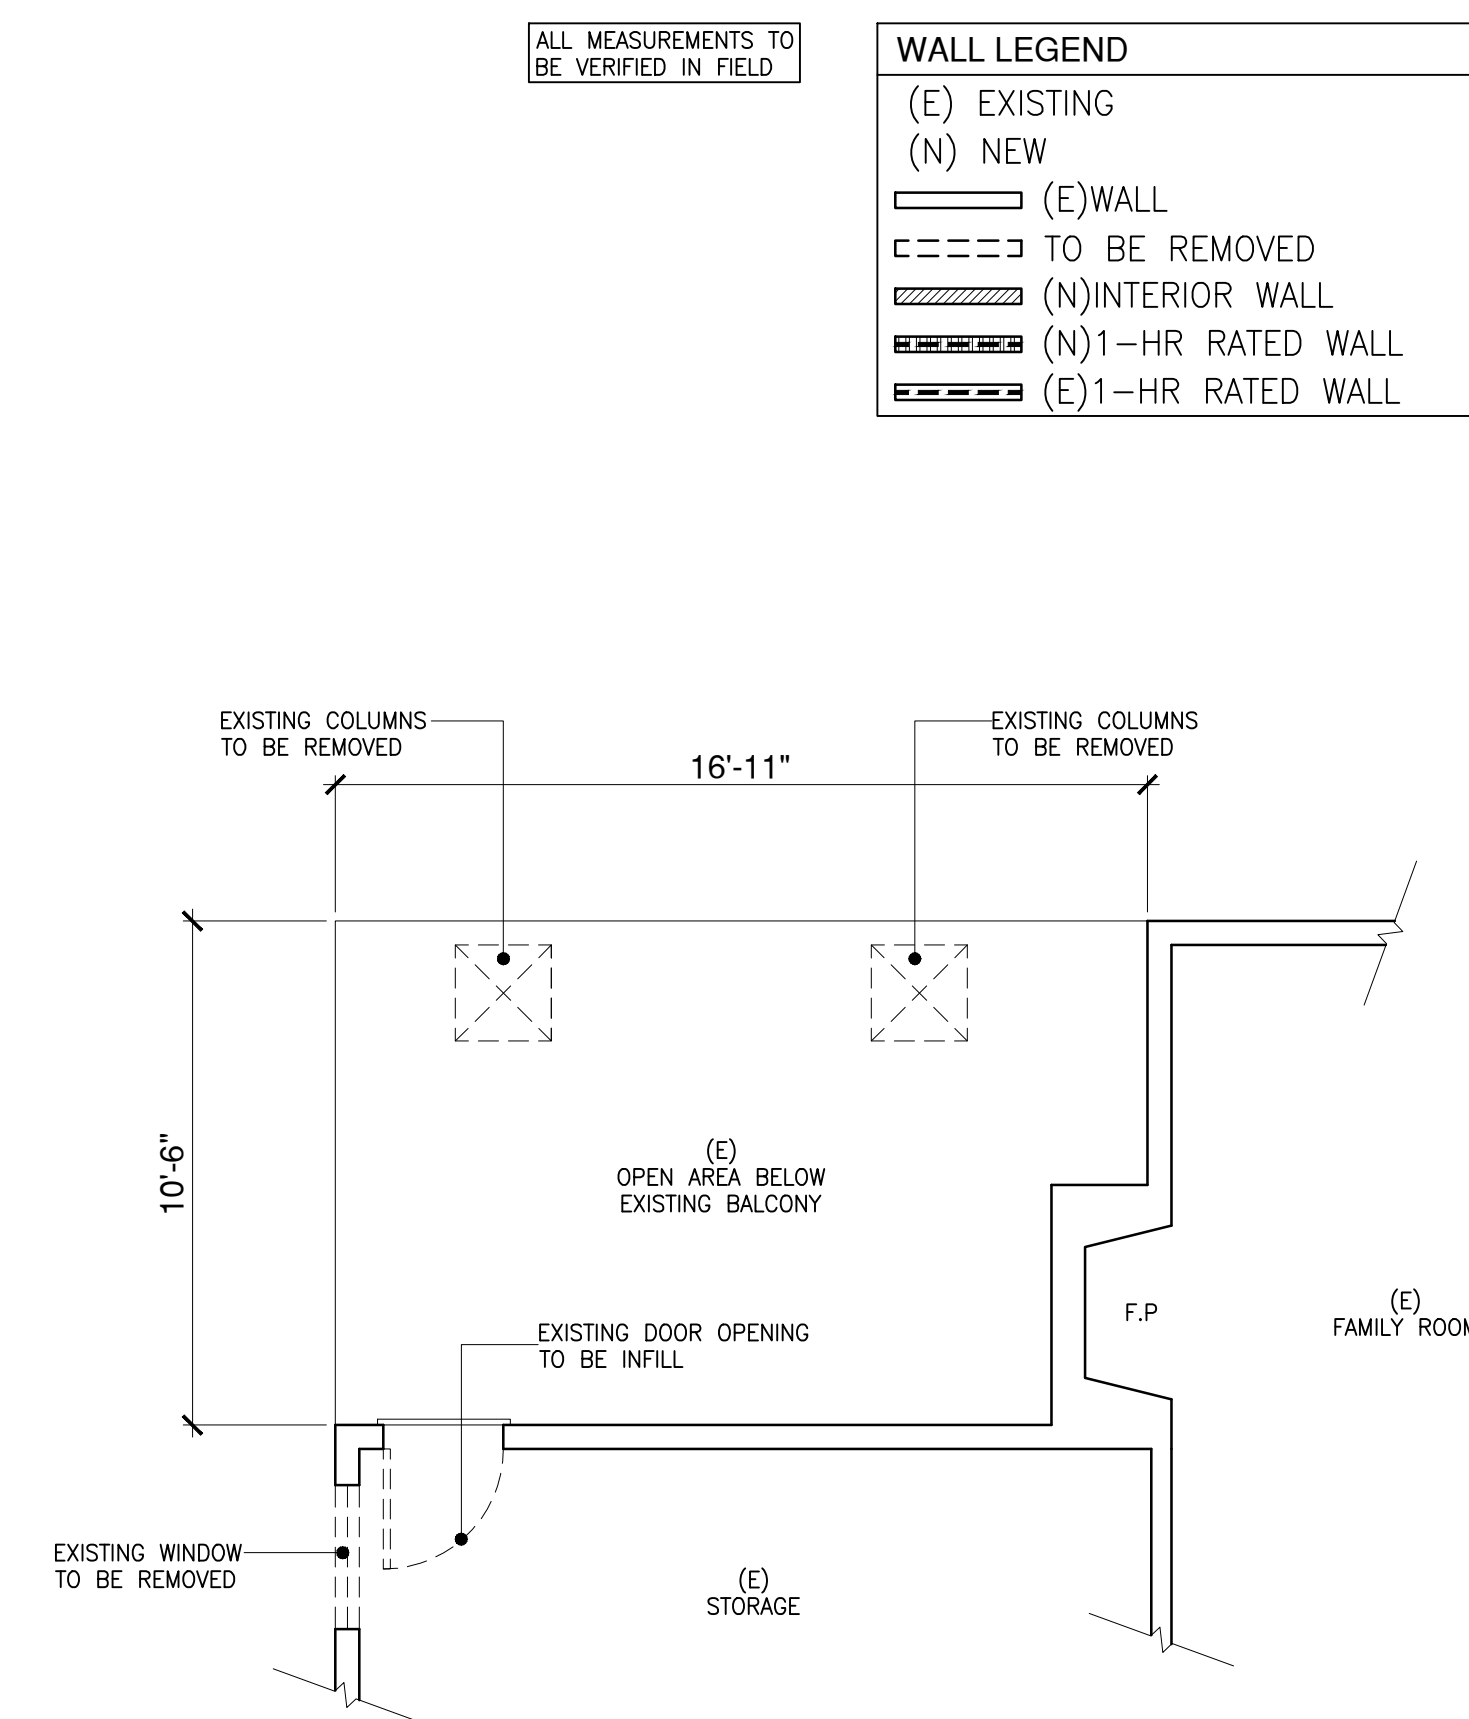 ALL MEASUREMENTS TO
BE VERIFIED IN FIELD
WALL LEGEND
(E) EXISTING
(N) NEW
(E)WALL
TO BE REMOVED
(N)INTERIOR WALL
(N)1-HR RATED WALL
(E)1-HR RATED WALL
EXISTING COLUMNS
TO BE REMOVED
EXISTING COLUMNS
TO BE REMOVED
16'-11"
10'-6"
(E)
OPEN AREA BELOW
EXISTING BALCONY
F.P
(E)
FAMILY ROOM
EXISTING DOOR OPENING
TO BE INFILL
EXISTING WINDOW
TO BE REMOVED
(E)
STORAGE